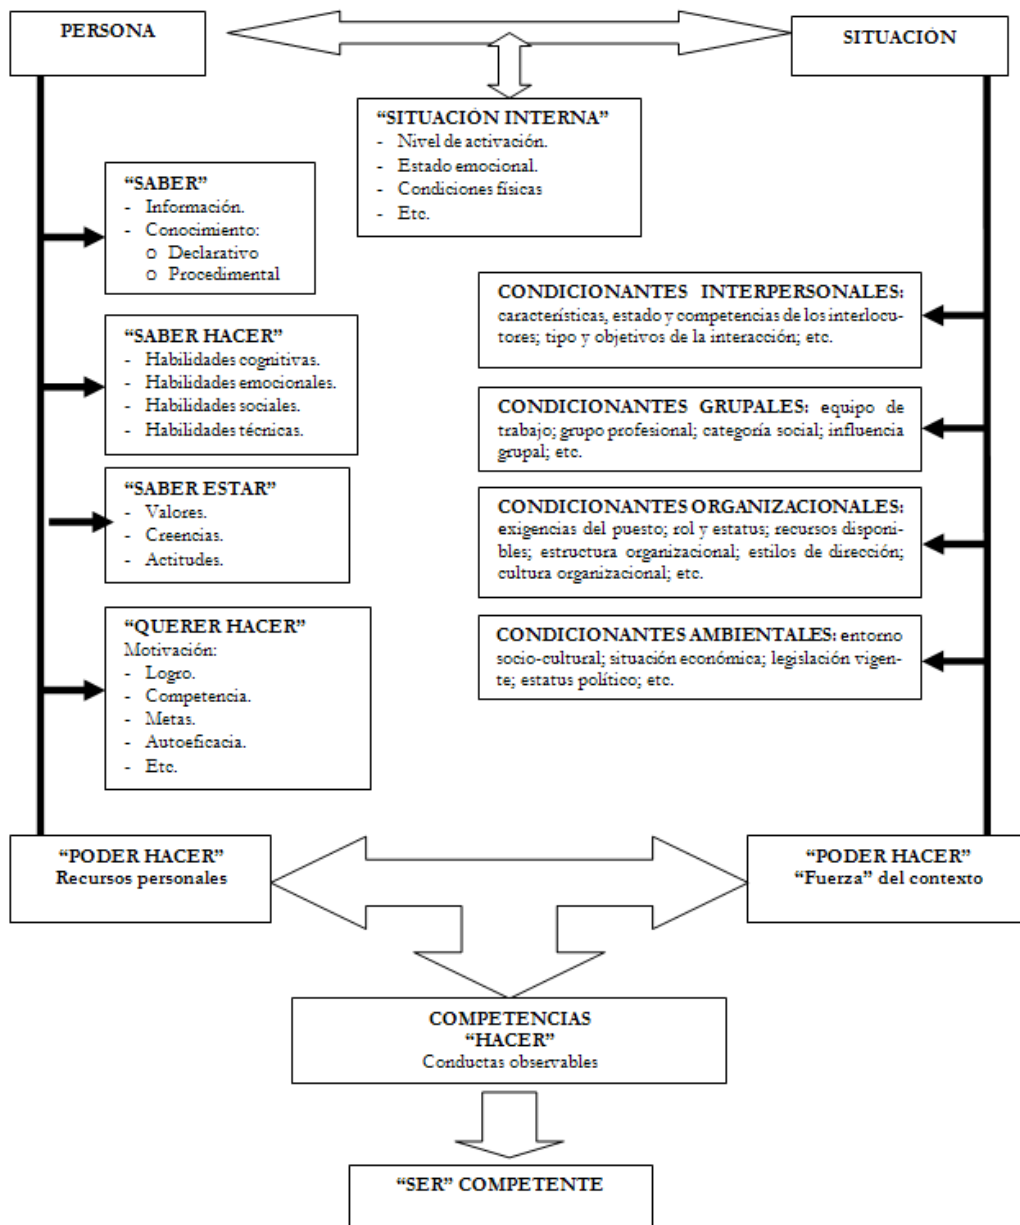 PERSONA
SITUACIÓN
“SITUACIÓN INTERNA”
- Nivel de activación.
- Estado emocional.
- Condiciones físicas
- Etc.
“SABER”
- Información.
- Conocimiento:
o Declarativo
o Procedimental
“SABER HACER”
- Habilidades cognitivas.
- Habilidades emocionales.
- Habilidades sociales.
- Habilidades técnicas.
“SABER ESTAR”
- Valores.
- Creencias.
- Actitudes.
“QUERER HACER”
Motivación:
- Logro.
- Competencia.
- Metas.
- Autoeficacia.
- Etc.
CONDICIONANTES INTERPERSONALES:
características, estado y competencias de los interlocu-
tores; tipo y objetivos de la interacción; etc.
CONDICIONANTES GRUPALES: equipo de
trabajo; grupo profesional; categoría social; influencia
grupal; etc.
CONDICIONANTES ORGANIZACIONALES:
exigencias del puesto; rol y estatus; recursos disponi-
bles; estructura organizacional; estilos de dirección;
cultura organizacional; etc.
CONDICIONANTES AMBIENTALES: entorno
socio-cultural; situación económica; legislación vigen-
te; estatus político; etc.
“PODER HACER”
Recursos personales
“PODER HACER”
“Fuerza” del contexto
COMPETENCIAS
“HACER”
Conductas observables
“SER” COMPETENTE